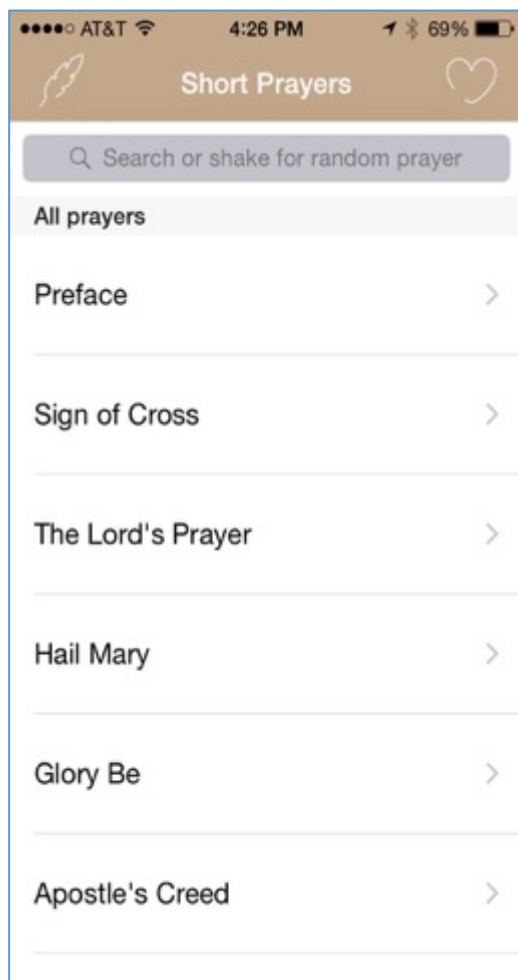 AT&T 4:26 PM 69%
Short Prayers
Search or shake for random prayer
All prayers
Preface
Sign of Cross
The Lord's Prayer
Hail Mary
Glory Be
Apostle's Creed